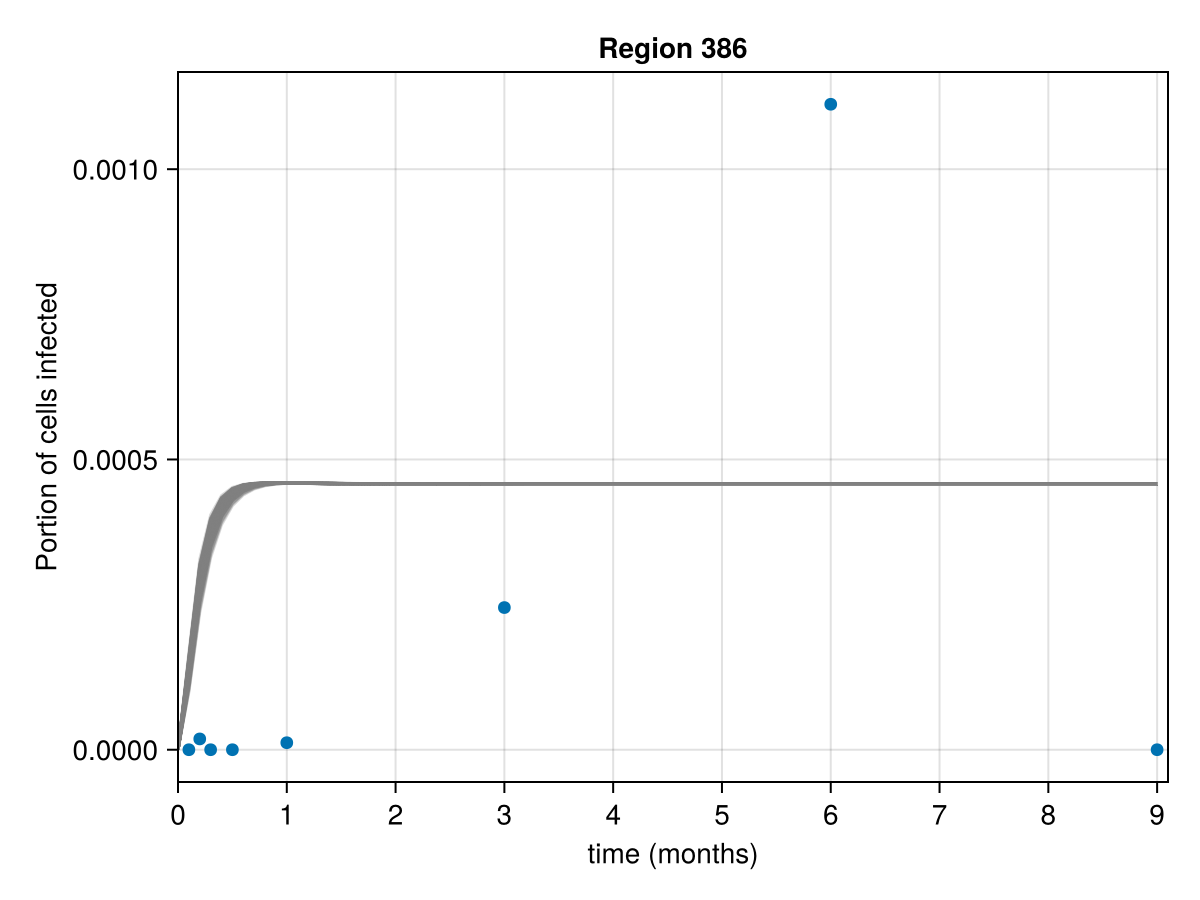 Region 386
0.0010
0.0005
0.0000
Portion of cells infected
0 1 2 3 4 5 6 7 8 9
time (months)